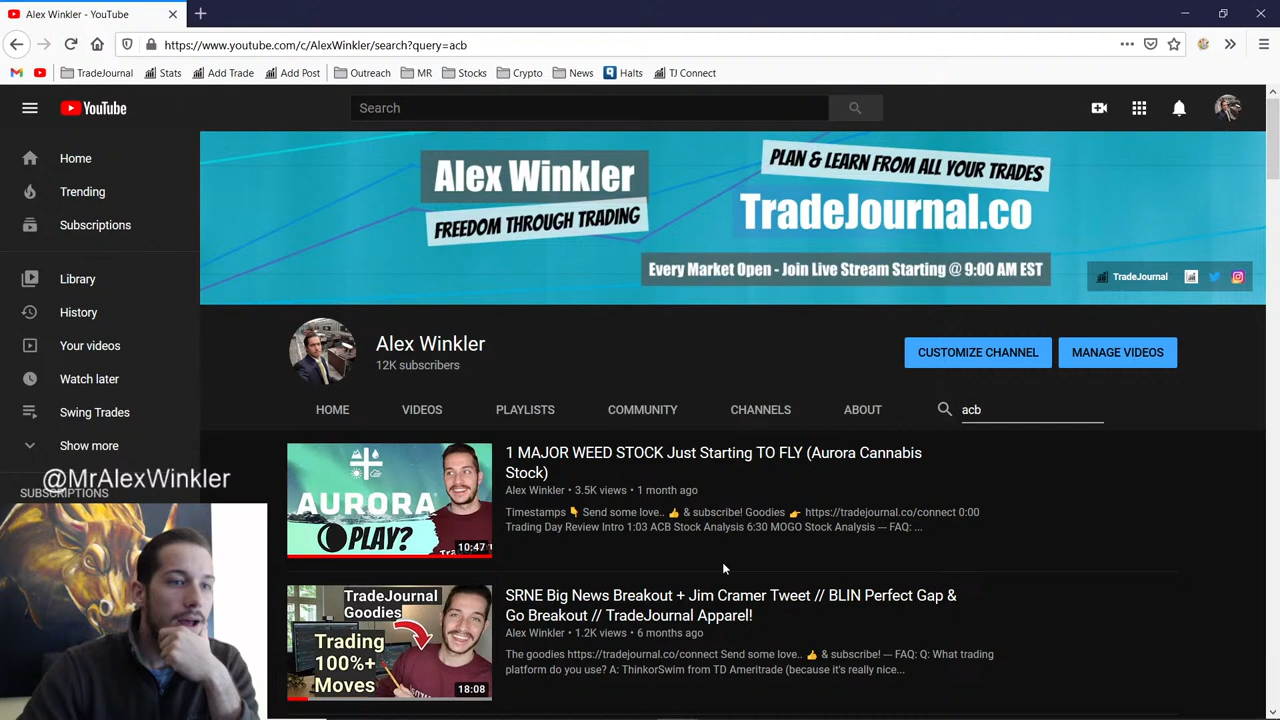 Alex Winkler - YouTube
https://www.youtube.com/c/AlexWinkler/search?query=acb
TradeJournal Stats Add Trade Add Post Outreach MR Stocks Crypto News Halts TJ Connect
YouTube
Search
Home
Trending
Subscriptions
Library
History
Your videos
Watch later
Swing Trades
Show more
SUBSCRIPTIONS
@MrAlexWinkler
Alex Winkler
FREEDOM THROUGH TRADING
PLAN & LEARN FROM ALL YOUR TRADES
TradeJournal.co
Every Market Open - Join Live Stream Starting @ 9:00 AM EST
TradeJournal
Alex Winkler
12K subscribers
CUSTOMIZE CHANNEL
MANAGE VIDEOS
HOME VIDEOS PLAYLISTS COMMUNITY CHANNELS ABOUT acb
AURORA
PLAY?
10:47
1 MAJOR WEED STOCK Just Starting TO FLY (Aurora Cannabis
Stock)
Alex Winkler • 3.5K views • 1 month ago
Timestamps 👇 Send some love.. 👍 & subscribe! Goodies 👉 https://tradejournal.co/connect 0:00
Trading Day Review Intro 1:03 ACB Stock Analysis 6:30 MOGO Stock Analysis --- FAQ: ...
TradeJournal
Goodies
Trading
100%+
Moves
18:08
SRNE Big News Breakout + Jim Cramer Tweet // BLIN Perfect Gap &
Go Breakout // TradeJournal Apparel!
Alex Winkler • 1.2K views • 6 months ago
The goodies https://tradejournal.co/connect Send some love.. 👍 & subscribe! --- FAQ: Q: What trading
platform do you use? A: ThinkorSwim from TD Ameritrade (because it's really nice...